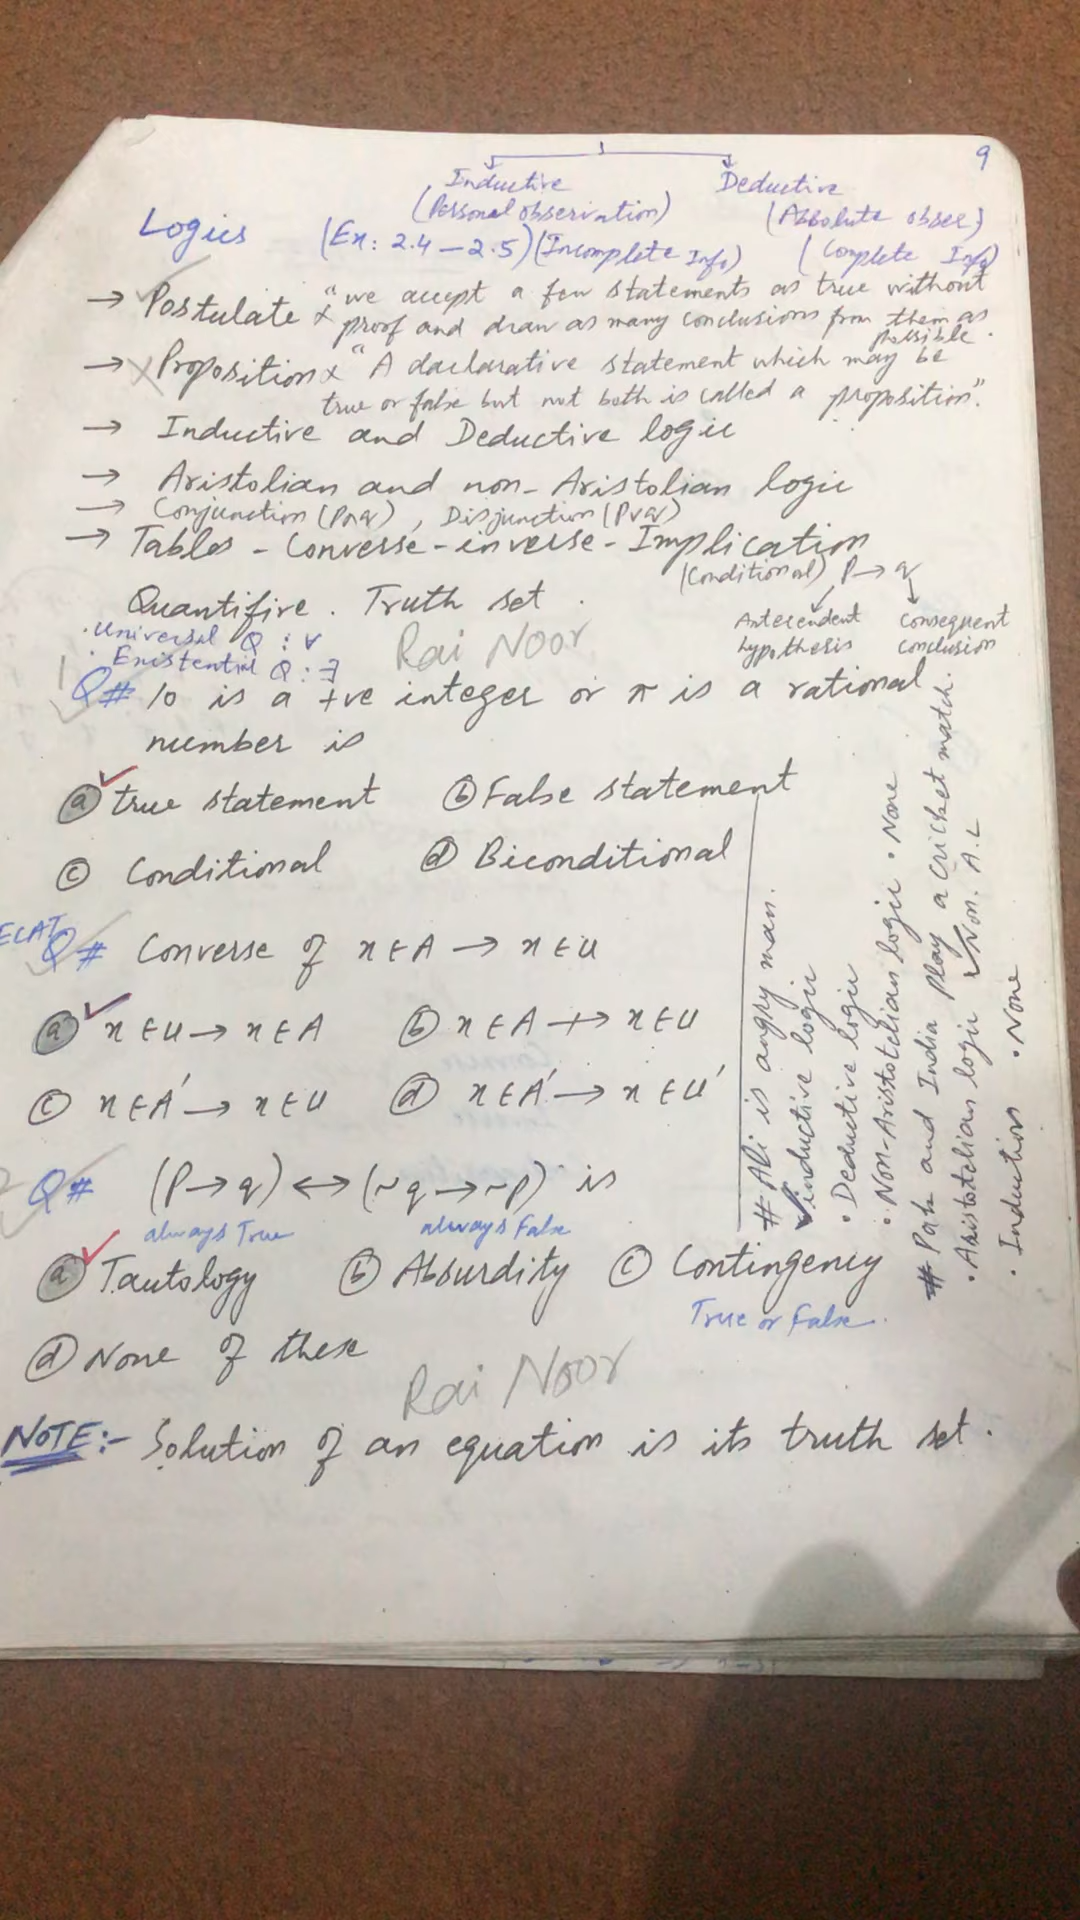 9
Inductive Deductive
(Personal observation) (Absolute obser)
Logics (Ex: 2.4 – 2.5) (Incomplete Info) (Complete Info)
→ Postulate "we accept a few statements as true without
proof and draw as many conclusions from them as
possible.
→ Proposition "A daclarative statement which may be
true or false but not both is called a proposition".
→ Inductive and Deductive logic
→ Aristolian and non-Aristolian logic
→ Conjunction (P∧q), Disjunction (P∨q)
→ Tables - Converse - inverse - Implication
(Conditional) P → q
Quantifire. Truth set.
Antecendent Consequent
hypothesis conclusion
· Universal Q : ∀
· Existential Q : ∃
Rai Noor
Q# 10 is a +ve integer or π is a rational
number is
(a) true statement (b) False statement
(c) Conditional (d) Biconditional
ECAT
Q# Converse of x∈A → x∈U
(a) x∈U → x∈A (b) x∈A ↛ x∈U
(c) x∈A′ → x∈U (d) x∈A′ → x∈U′
Q# (P→q) ↔ (~q→~p) is
always True always False
(a) Tautology (b) Absurdity (c) Contingency
True or False.
(d) None of these
Rai Noor
NOTE:- Solution of an equation is its truth set.
# Ali is angry man.
✓ inductive logic
· Deductive logic
· Non-Aristotelian logic · None
# Pak and India Play a cricket match.
· Aristotelian logic ✓ Non. A.L
· Induction · None